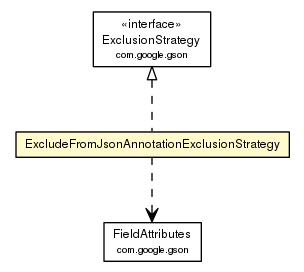 «interface»
ExclusionStrategy
com.google.gson
ExcludeFromJsonAnnotationExclusionStrategy
FieldAttributes
com.google.gson